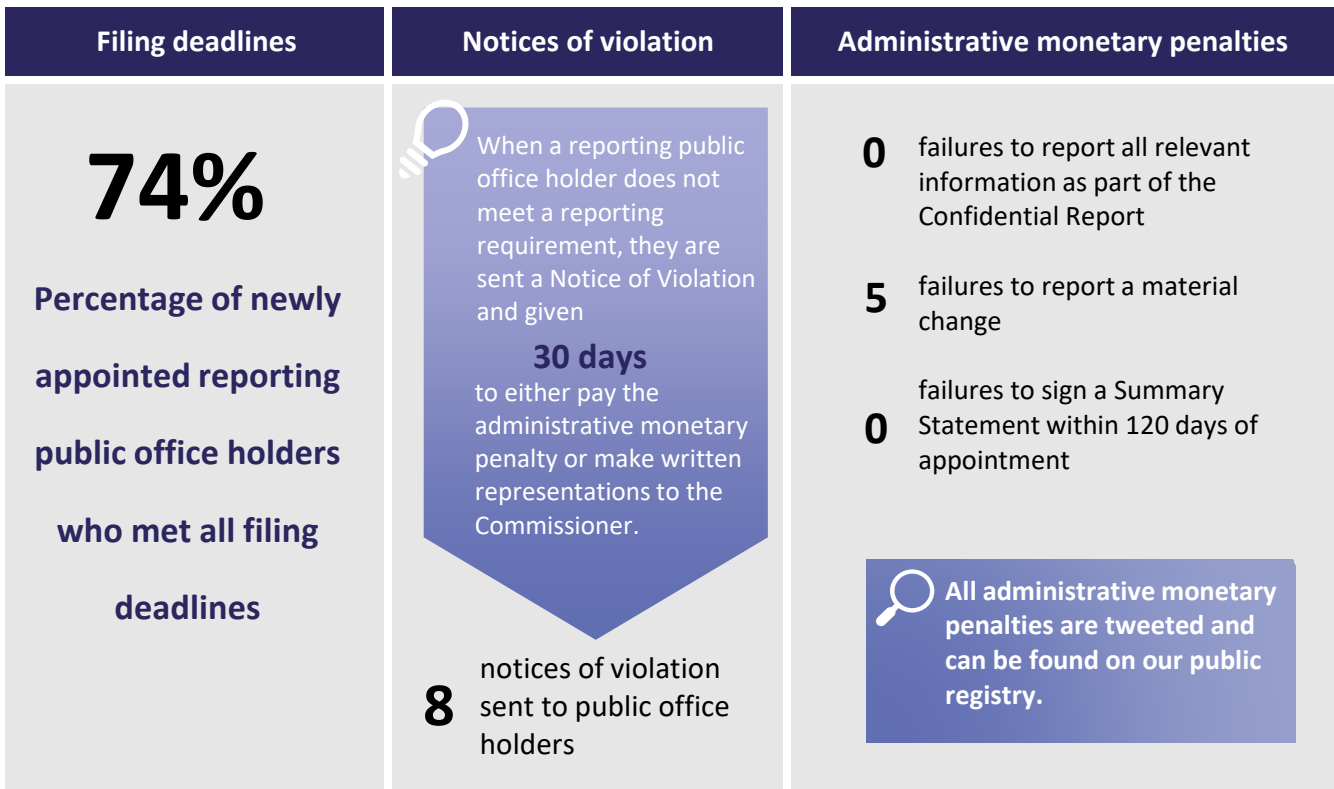 Filing deadlines
74%
Percentage of newly
appointed reporting
public office holders
who met all filing
deadlines
Notices of violation
When a reporting public
office holder does not
meet a reporting
requirement, they are
sent a Notice of Violation
and given
30 days
to either pay the
administrative monetary
penalty or make written
representations to the
Commissioner.
8
notices of violation
sent to public office
holders
Administrative monetary penalties
0
failures to report all relevant
information as part of the
Confidential Report
5
failures to report a material
change
0
failures to sign a Summary
Statement within 120 days of
appointment
All administrative monetary
penalties are tweeted and
can be found on our public
registry.